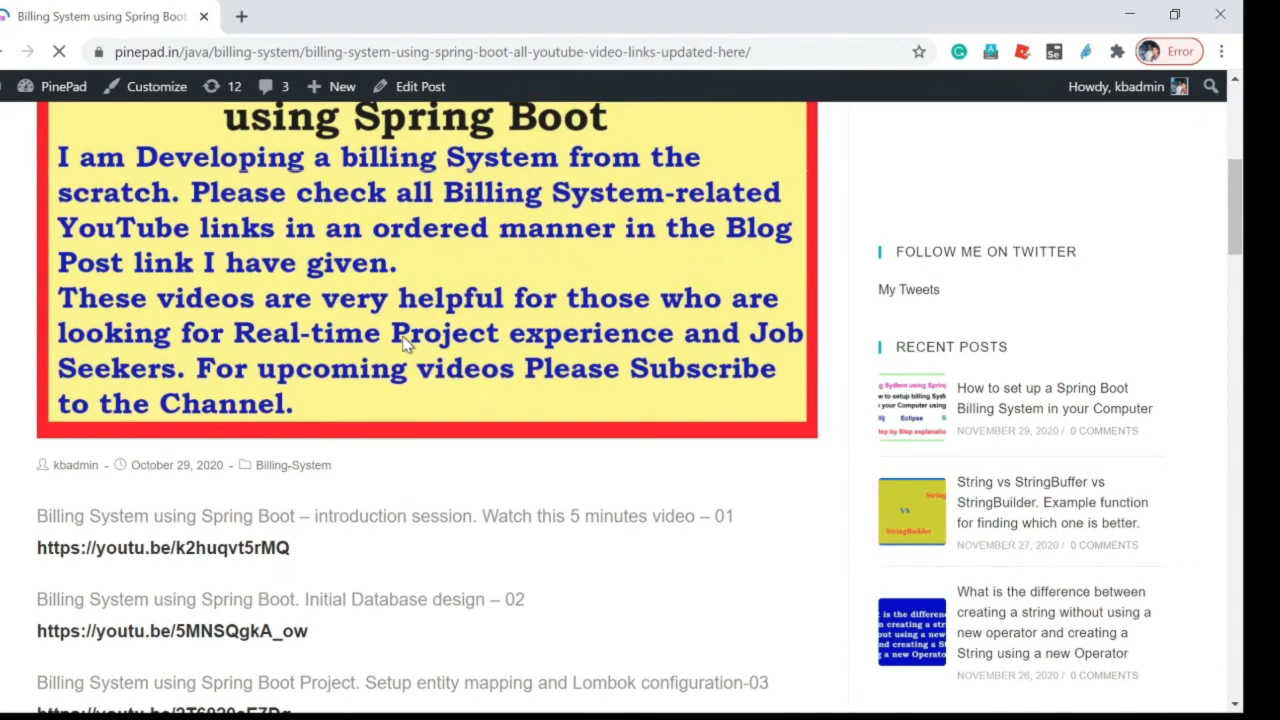 Billing System using Spring Boot
pinepad.in/java/billing-system/billing-system-using-spring-boot-all-youtube-video-links-updated-here/
Error
PinePad
Customize
12
3
New
Edit Post
Howdy, kbadmin
using Spring Boot
I am Developing a billing System from the
scratch. Please check all Billing System-related
YouTube links in an ordered manner in the Blog
Post link I have given.
These videos are very helpful for those who are
looking for Real-time Project experience and Job
Seekers. For upcoming videos Please Subscribe
to the Channel.
kbadmin - October 29, 2020 - Billing-System
Billing System using Spring Boot – introduction session. Watch this 5 minutes video – 01
https://youtu.be/k2huqvt5rMQ
Billing System using Spring Boot. Initial Database design – 02
https://youtu.be/5MNSQgkA_ow
Billing System using Spring Boot Project. Setup entity mapping and Lombok configuration-03
FOLLOW ME ON TWITTER
My Tweets
RECENT POSTS
How to set up a Spring Boot
Billing System in your Computer
NOVEMBER 29, 2020 / 0 COMMENTS
String vs StringBuffer vs
StringBuilder. Example function
for finding which one is better.
NOVEMBER 27, 2020 / 0 COMMENTS
VS
StringBuilder
What is the difference between
creating a string without using a
new operator and creating a
String using a new Operator
NOVEMBER 26, 2020 / 0 COMMENTS